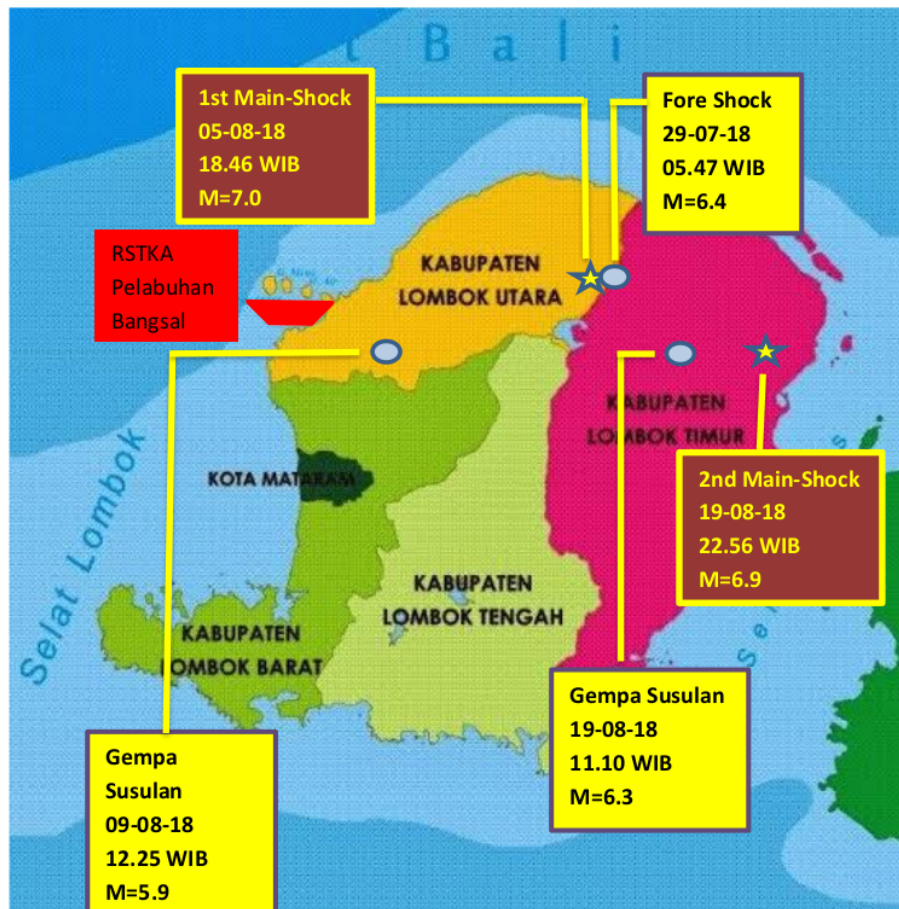 t Bali
1st Main-Shock
05-08-18
18.46 WIB
M=7.0
Fore Shock
29-07-18
05.47 WIB
M=6.4
RSTKA
Pelabuhan
Bangsal
KABUPATEN
LOMBOK UTARA
KABUPATEN
LOMBOK TIMUR
KOTA MATARAM
Selat Lombok
2nd Main-Shock
19-08-18
22.56 WIB
M=6.9
KABUPATEN
LOMBOK TENGAH
KABUPATEN
LOMBOK BARAT
Sel
s
Gempa Susulan
19-08-18
11.10 WIB
M=6.3
Gempa
Susulan
09-08-18
12.25 WIB
M=5.9